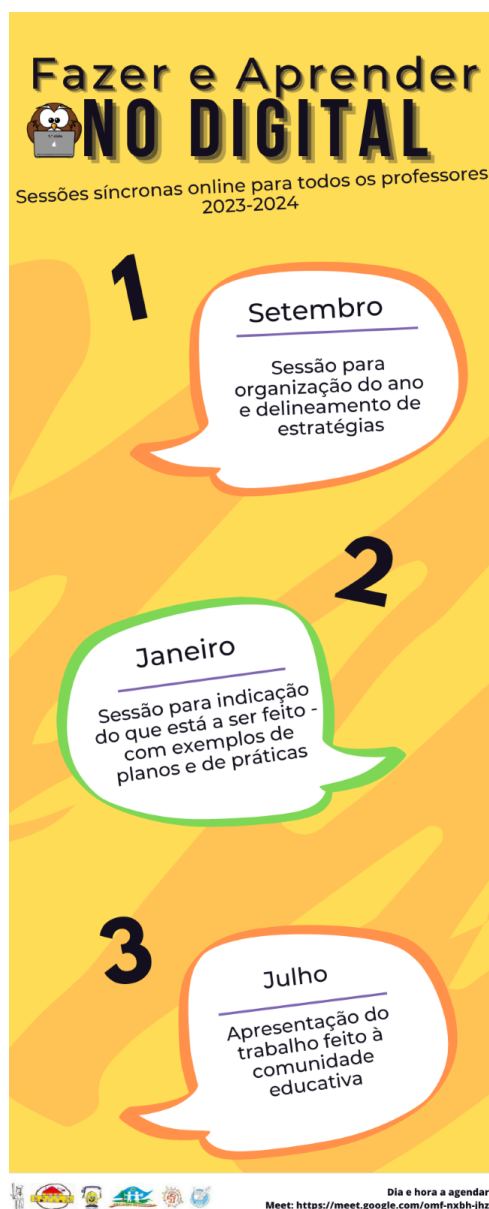 Fazer e Aprender
NO DIGITAL
Sessões síncronas online para todos os professores
2023-2024
1
Setembro
Sessão para
organização do ano
e delineamento de
estratégias
2
Janeiro
Sessão para indicação
do que está a ser feito -
com exemplos de
planos e de práticas
3
Julho
Apresentação do
trabalho feito à
comunidade
educativa
Dia e hora a agendar
Meet: https://meet.google.com/omf-nxbh-jhz